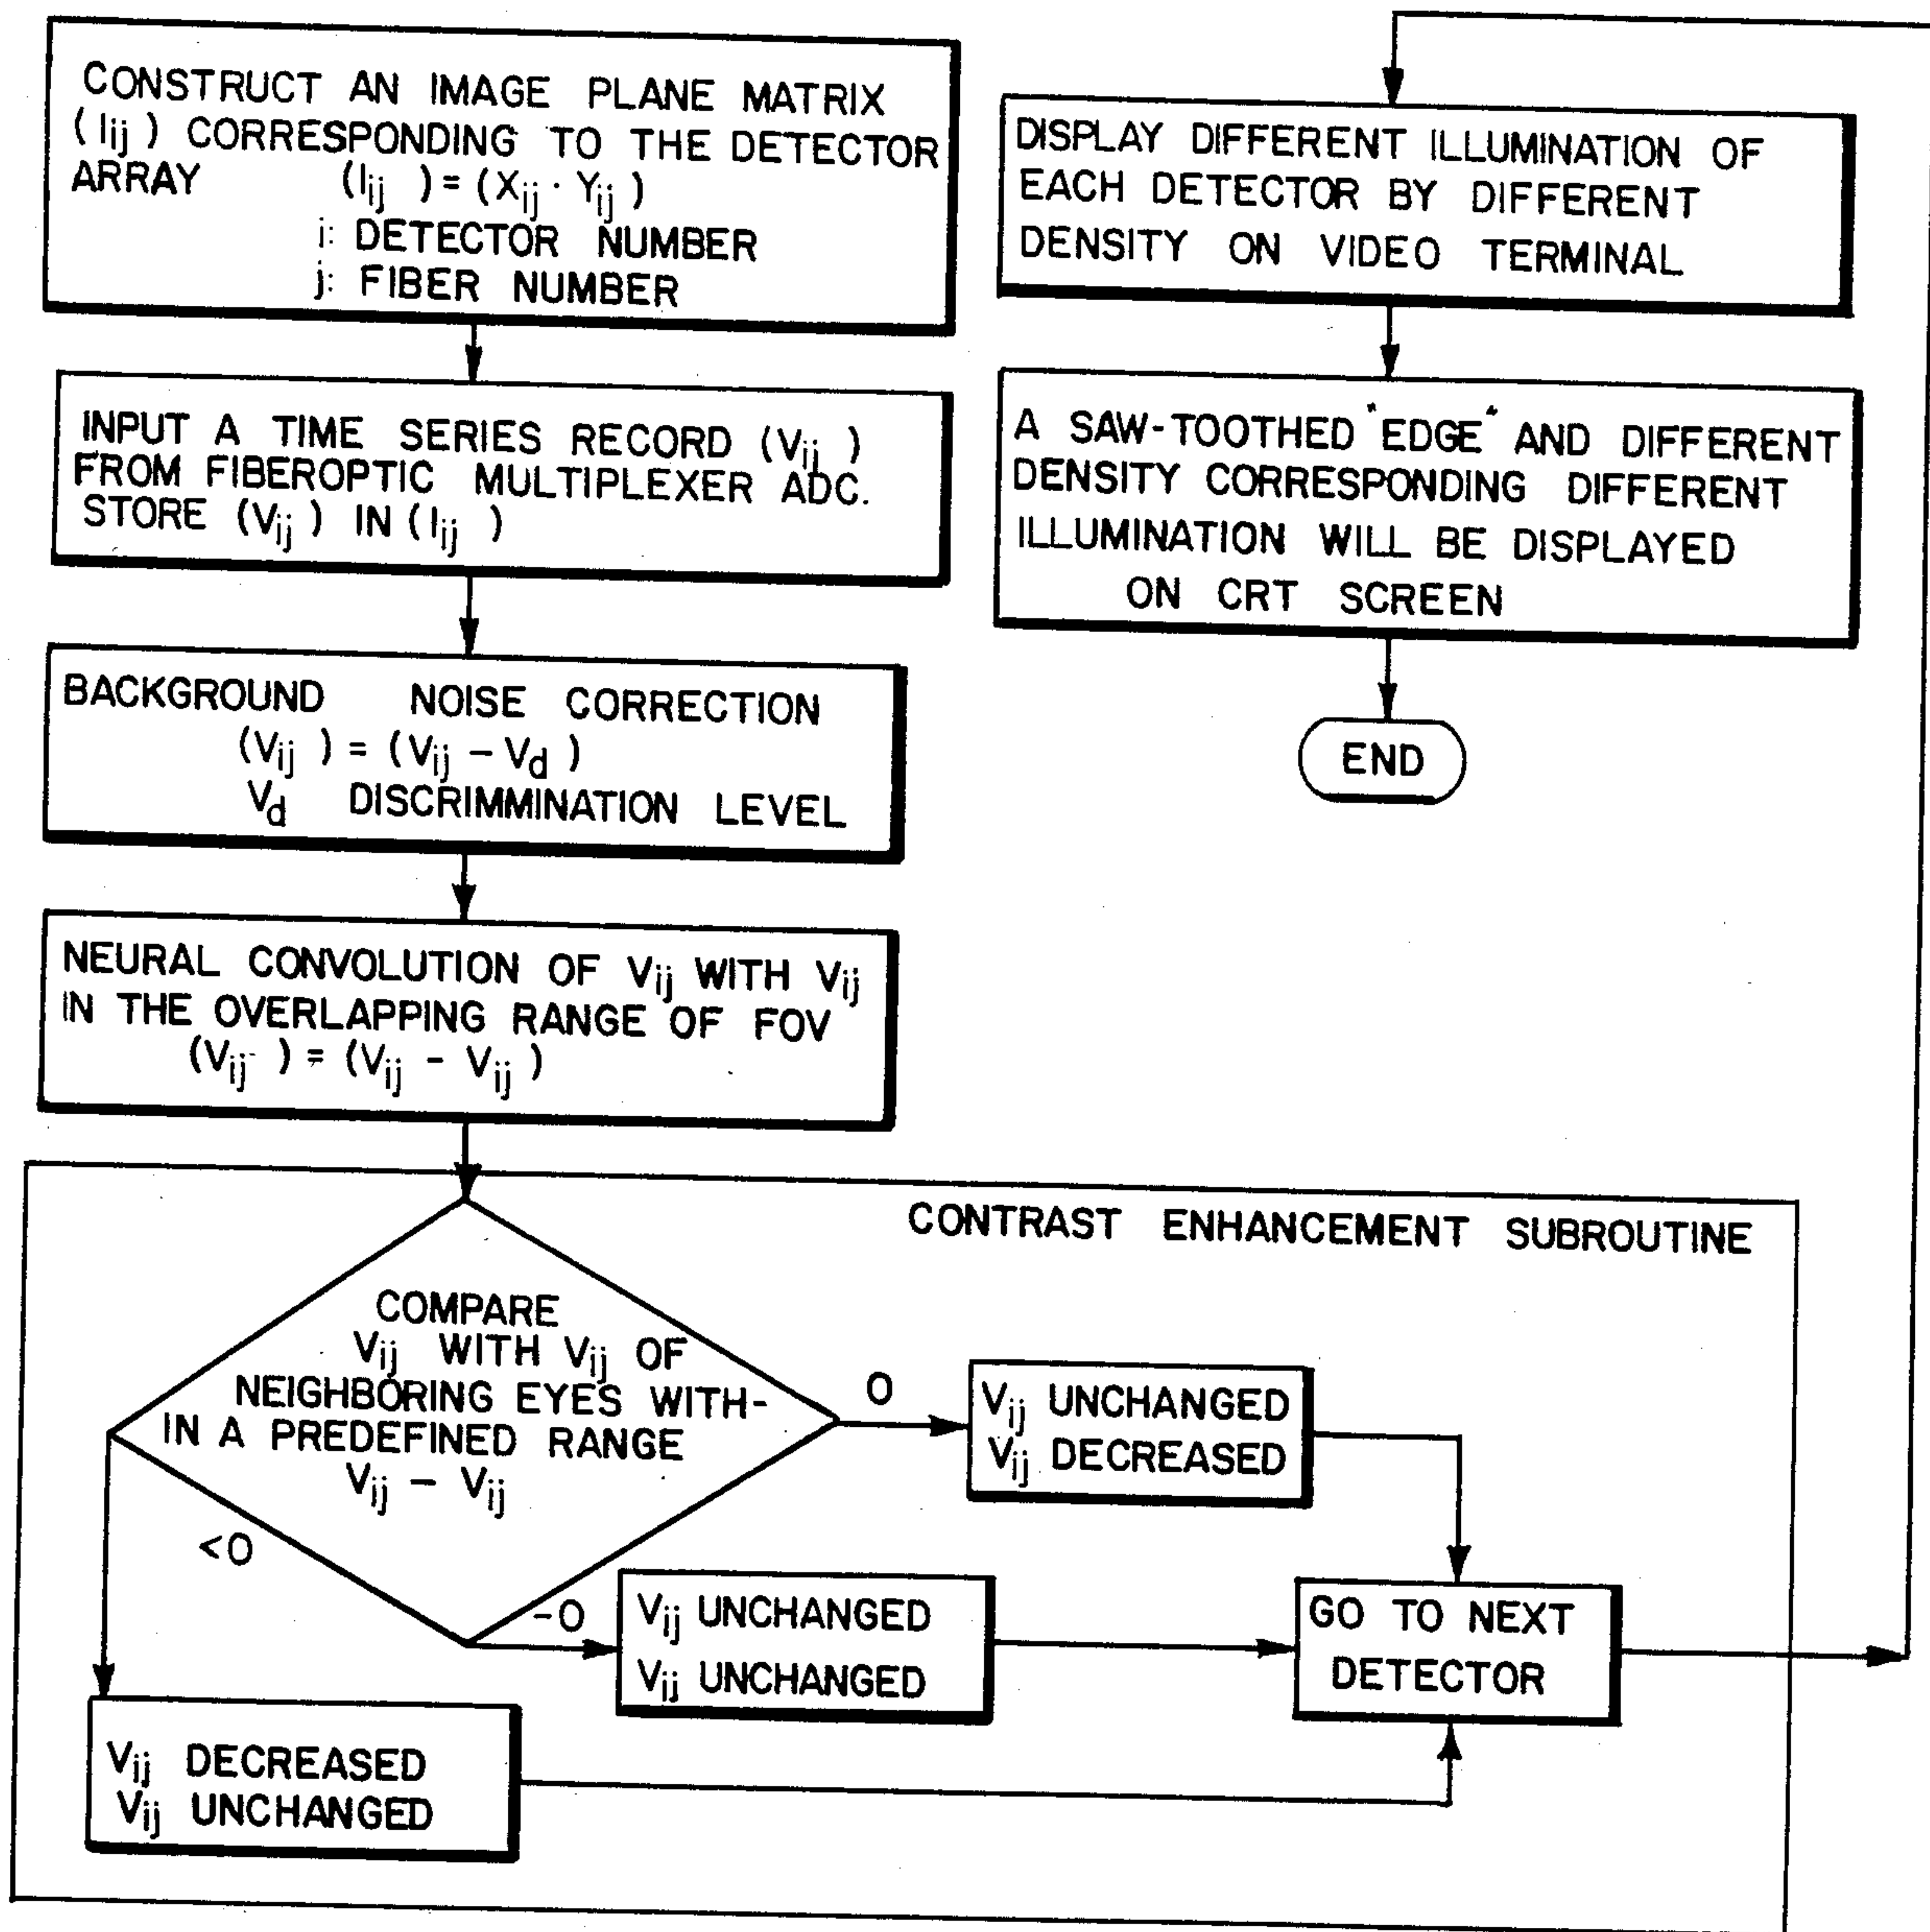 CONSTRUCT AN IMAGE PLANE MATRIX
(Iij) CORRESPONDING TO THE DETECTOR
ARRAY (Iij) = (Xij · Yij)
i: DETECTOR NUMBER
j: FIBER NUMBER
INPUT A TIME SERIES RECORD (Vij)
FROM FIBEROPTIC MULTIPLEXER ADC.
STORE (Vij) IN (Iij)
BACKGROUND NOISE CORRECTION
(Vij) = (Vij – Vd)
Vd DISCRIMMINATION LEVEL
NEURAL CONVOLUTION OF Vij WITH Vij
IN THE OVERLAPPING RANGE OF FOV
(Vij) = (Vij - Vij)
CONTRAST ENHANCEMENT SUBROUTINE
COMPARE
Vij WITH Vij OF
NEIGHBORING EYES WITH-
IN A PREDEFINED RANGE
Vij – Vij
O
Vij UNCHANGED
Vij DECREASED
<O
-O
Vij UNCHANGED
Vij UNCHANGED
Vij DECREASED
Vij UNCHANGED
GO TO NEXT
DETECTOR
DISPLAY DIFFERENT ILLUMINATION OF
EACH DETECTOR BY DIFFERENT
DENSITY ON VIDEO TERMINAL
A SAW-TOOTHED "EDGE" AND DIFFERENT
DENSITY CORRESPONDING DIFFERENT
ILLUMINATION WILL BE DISPLAYED
ON CRT SCREEN
END